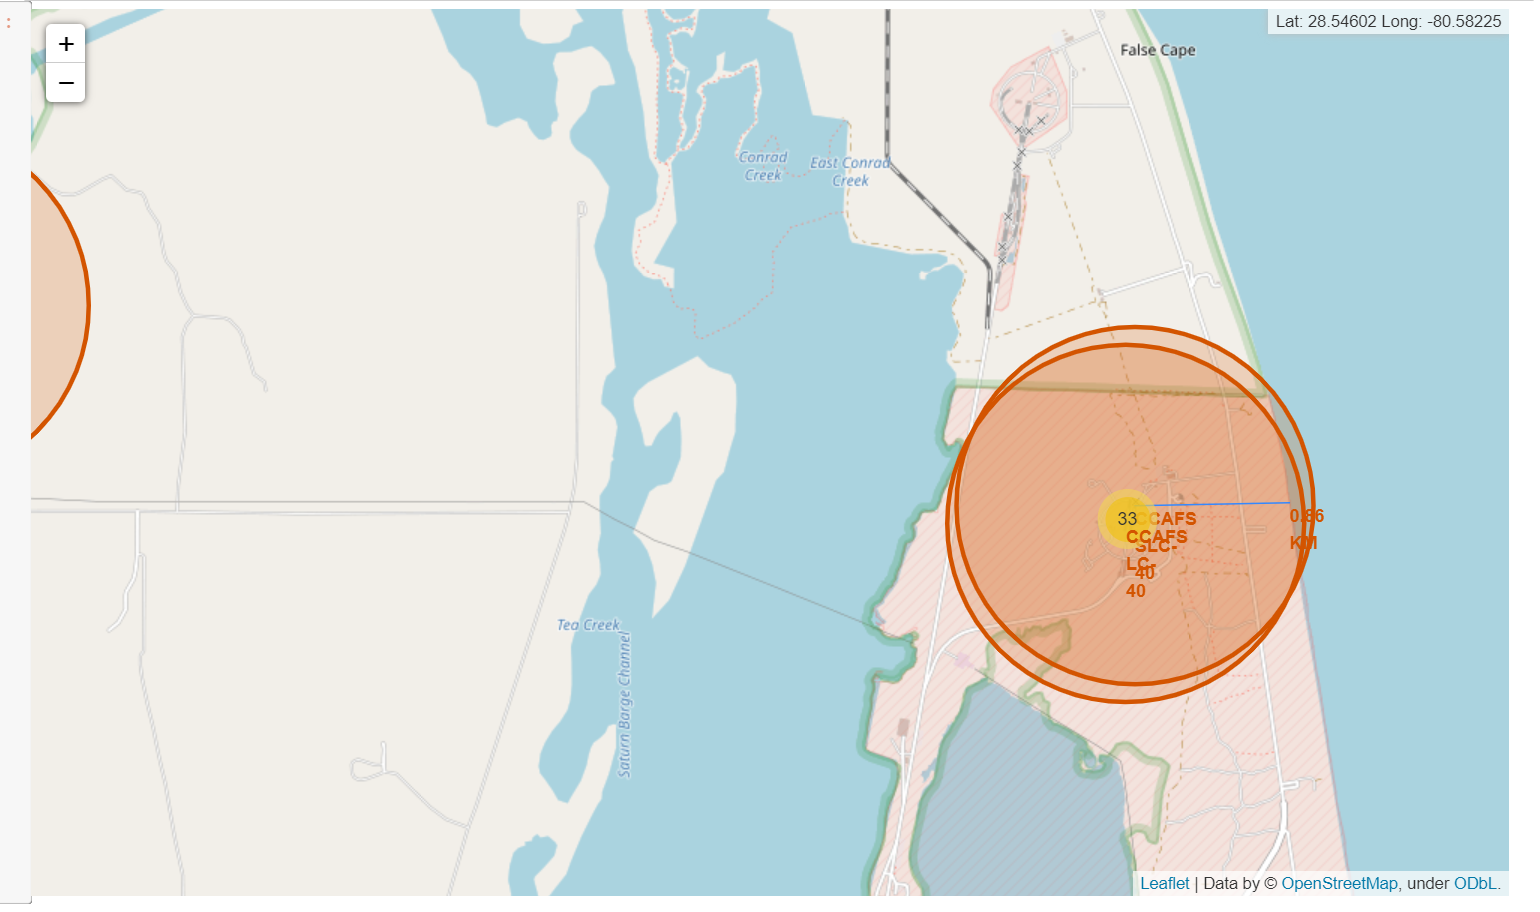 :
+
−
Lat: 28.54602 Long: -80.58225
False Cape
Conrad
Creek
East Conrad
Creek
33
CCAFS
SLC-
40
CCAFS
LC-
40
0.86
KM
Tea Creek
Saturn Barge Channel
Leaflet | Data by © OpenStreetMap, under ODbL.